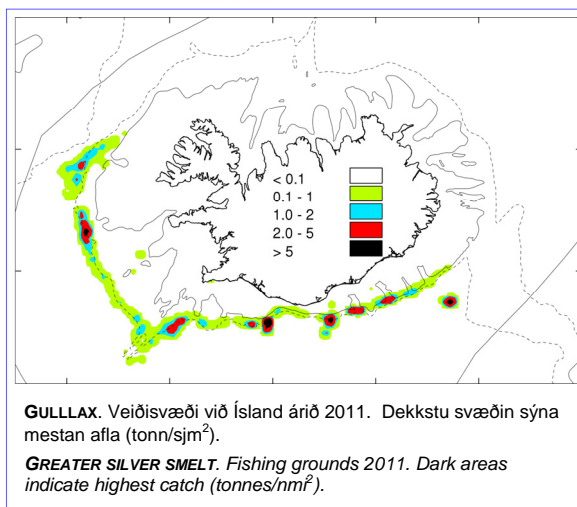 < 0.1
0.1 - 1
1.0 - 2
2.0 - 5
> 5
GULLLAX. Veiðisvæði við Ísland árið 2011. Dekkstu svæðin sýna
mestan afla (tonn/sjm²).
GREATER SILVER SMELT. Fishing grounds 2011. Dark areas
indicate highest catch (tonnes/nmi²).